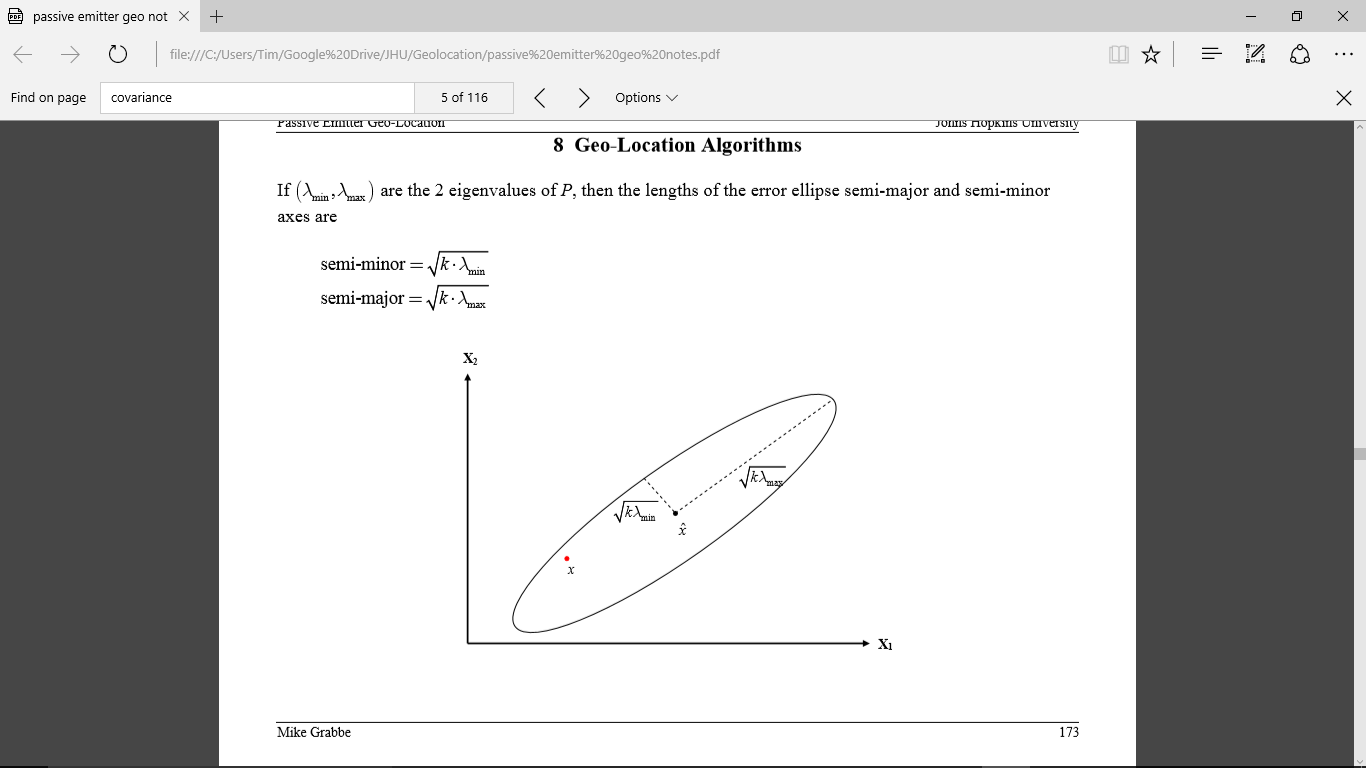 passive emitter geo not
file:///C:/Users/Tim/Google%20Drive/JHU/Geolocation/passive%20emitter%20geo%20notes.pdf
Find on page covariance 5 of 116 Options
Passive Emitter Geo-Location Johns Hopkins University
8 Geo-Location Algorithms
If (λmin, λmax) are the 2 eigenvalues of P, then the lengths of the error ellipse semi-major and semi-minor
axes are
semi-minor = √k · λmin
semi-major = √k · λmax
X2
√kλmax
√kλmin
x̂
x
X1
Mike Grabbe 173